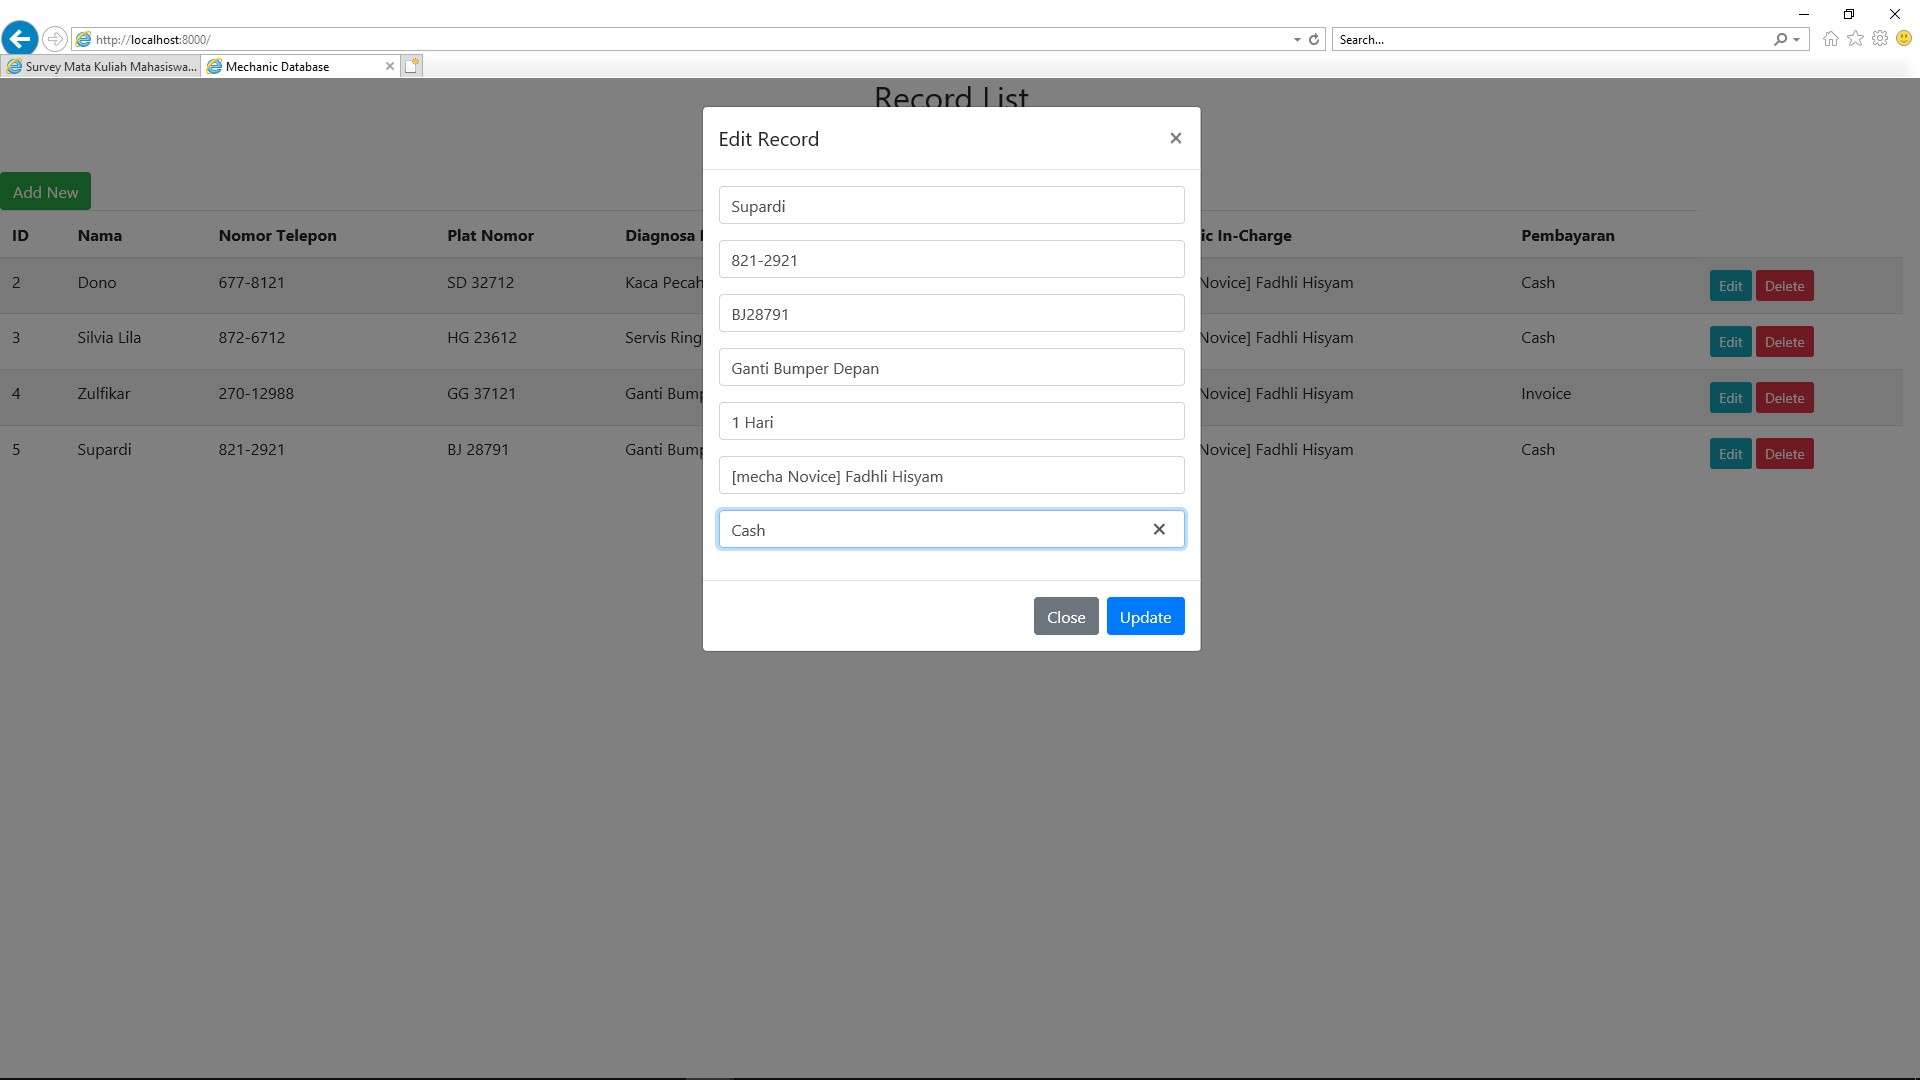 http://localhost:8000/
Search...
Survey Mata Kuliah Mahasiswa...
Mechanic Database
Record List
Edit Record
Supardi
821-2921
BJ28791
Ganti Bumper Depan
1 Hari
[mecha Novice] Fadhli Hisyam
Cash
Close Update
Add New
ID Nama Nomor Telepon Plat Nomor Diagnosa In-Charge Pembayaran
2 Dono 677-8121 SD 32712 Kaca Pecah Novice] Fadhli Hisyam Cash Edit Delete
3 Silvia Lila 872-6712 HG 23612 Servis Ring Novice] Fadhli Hisyam Cash Edit Delete
4 Zulfikar 270-12988 GG 37121 Ganti Novice] Fadhli Hisyam Invoice Edit Delete
5 Supardi 821-2921 BJ 28791 Ganti Novice] Fadhli Hisyam Cash Edit Delete